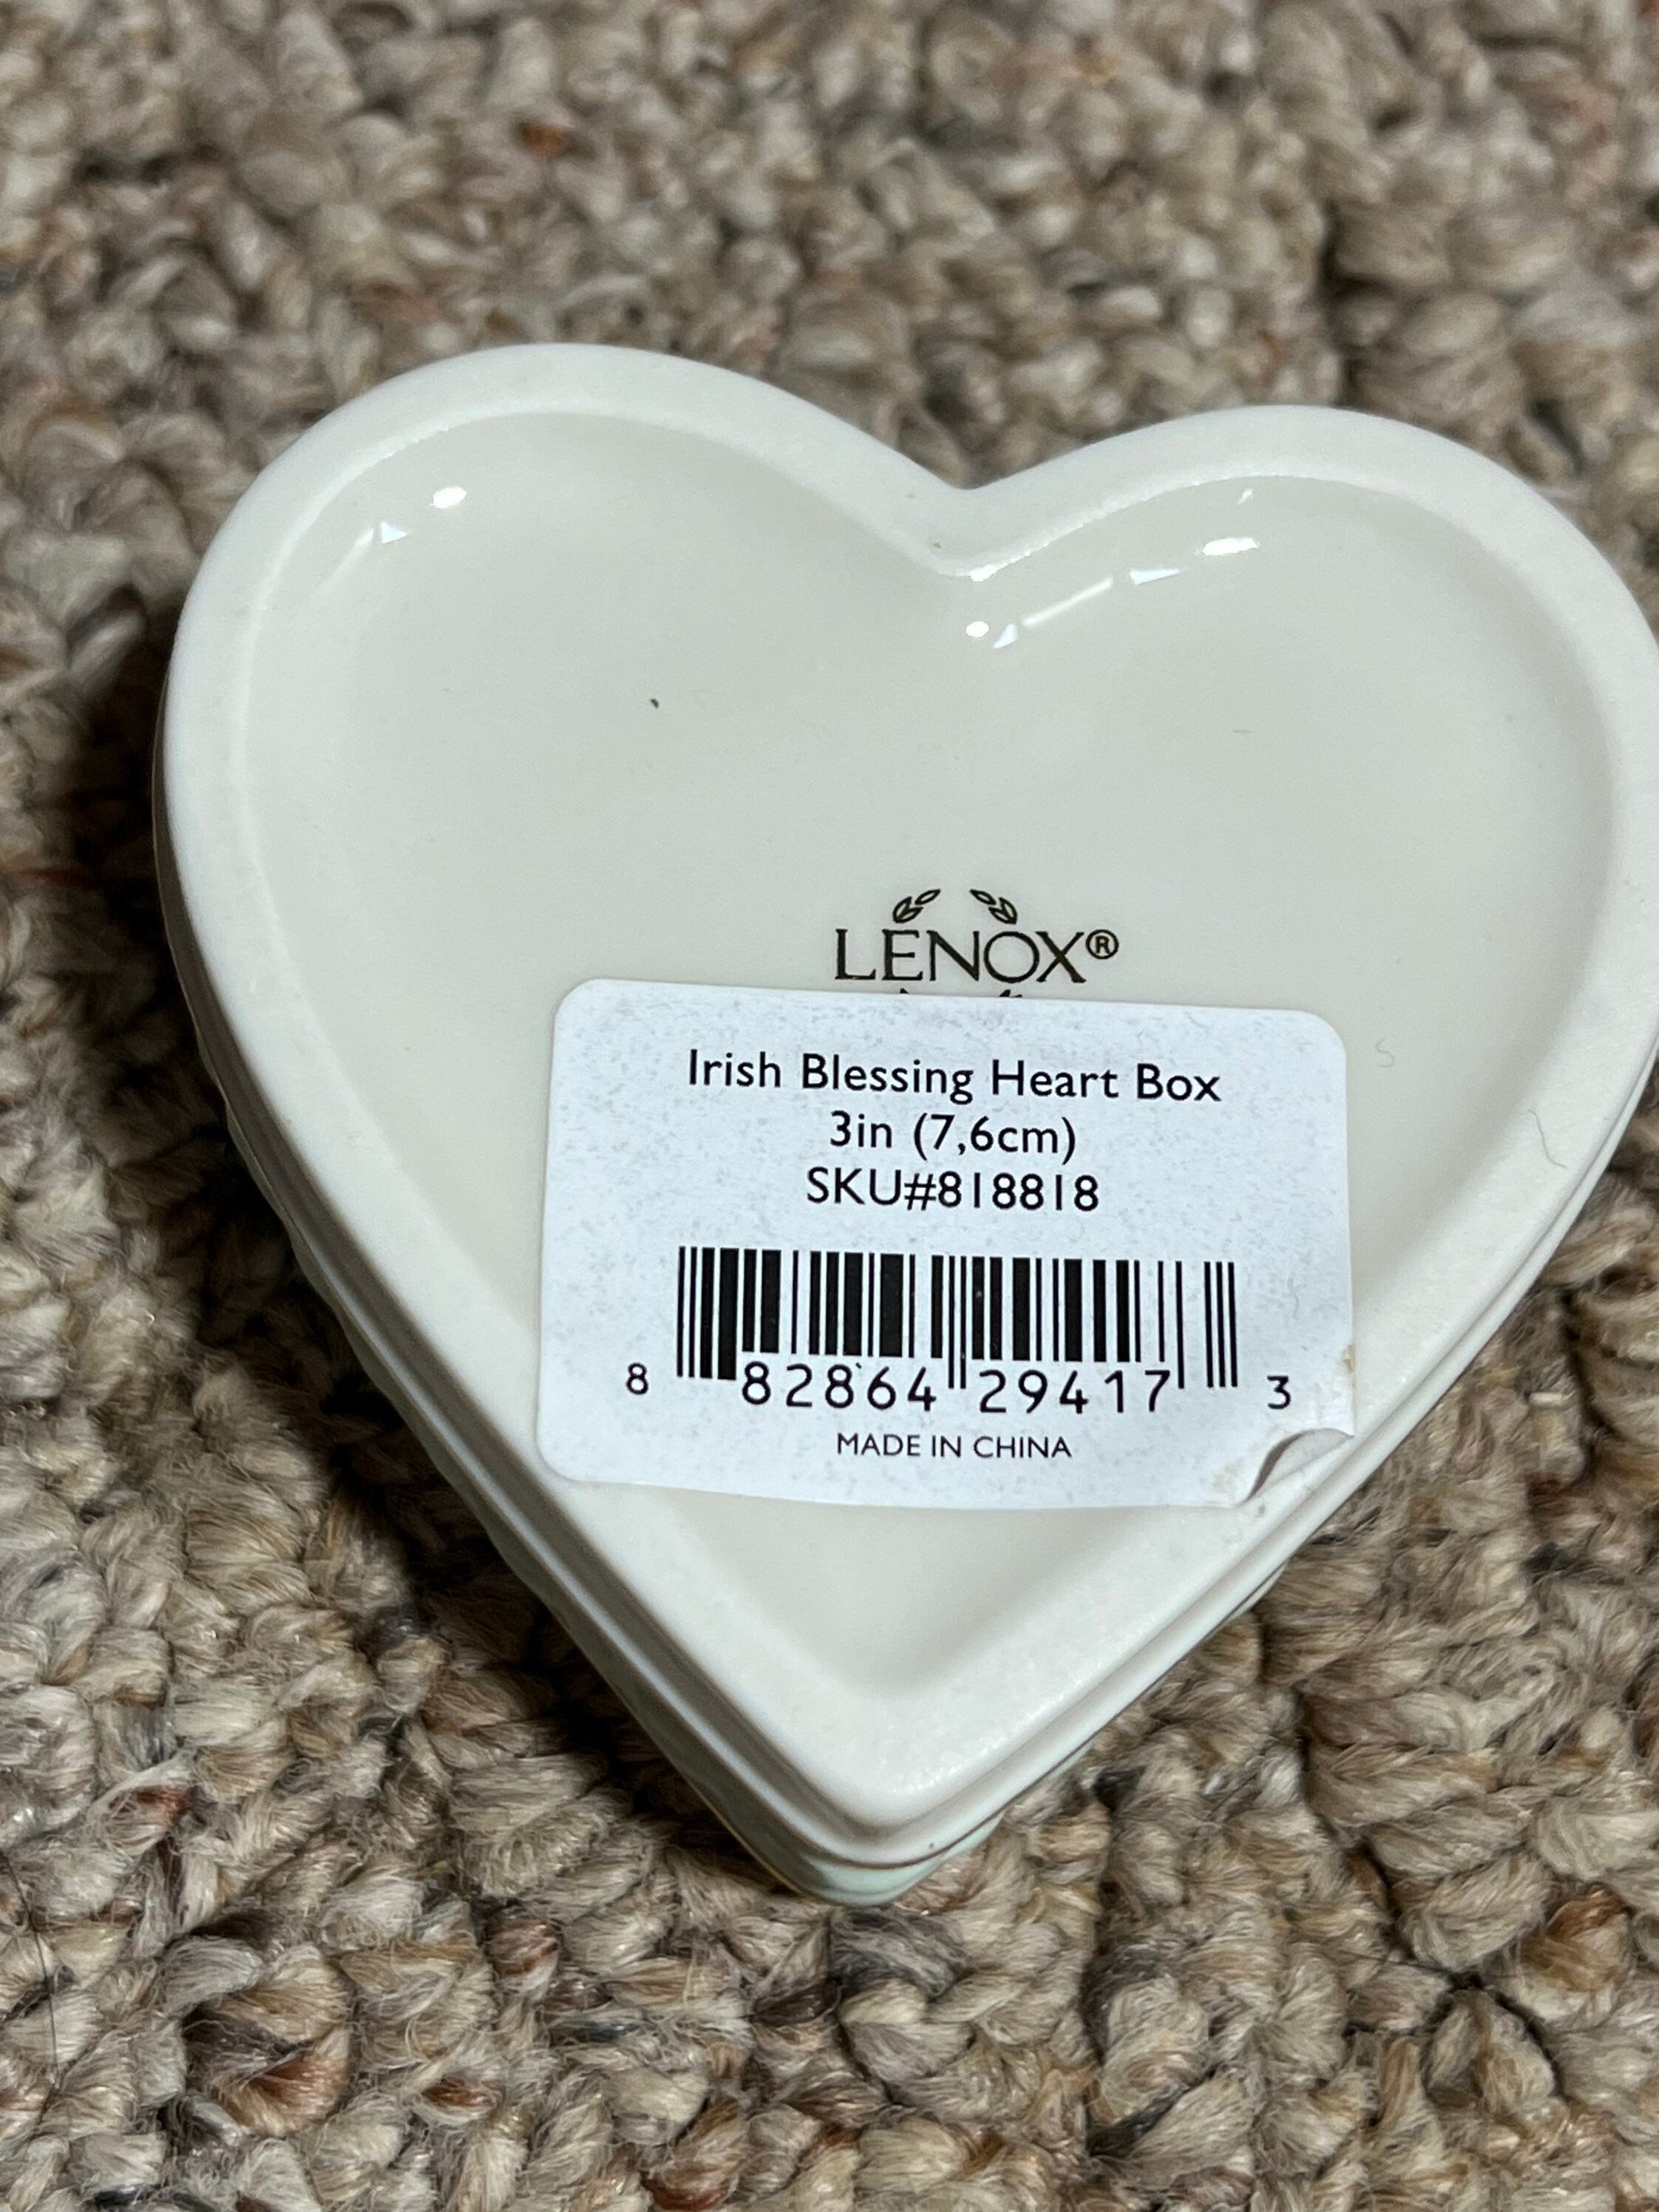 LENOX®
Irish Blessing Heart Box
3in (7,6cm)
SKU#818818
8 82864 29417 3
MADE IN CHINA